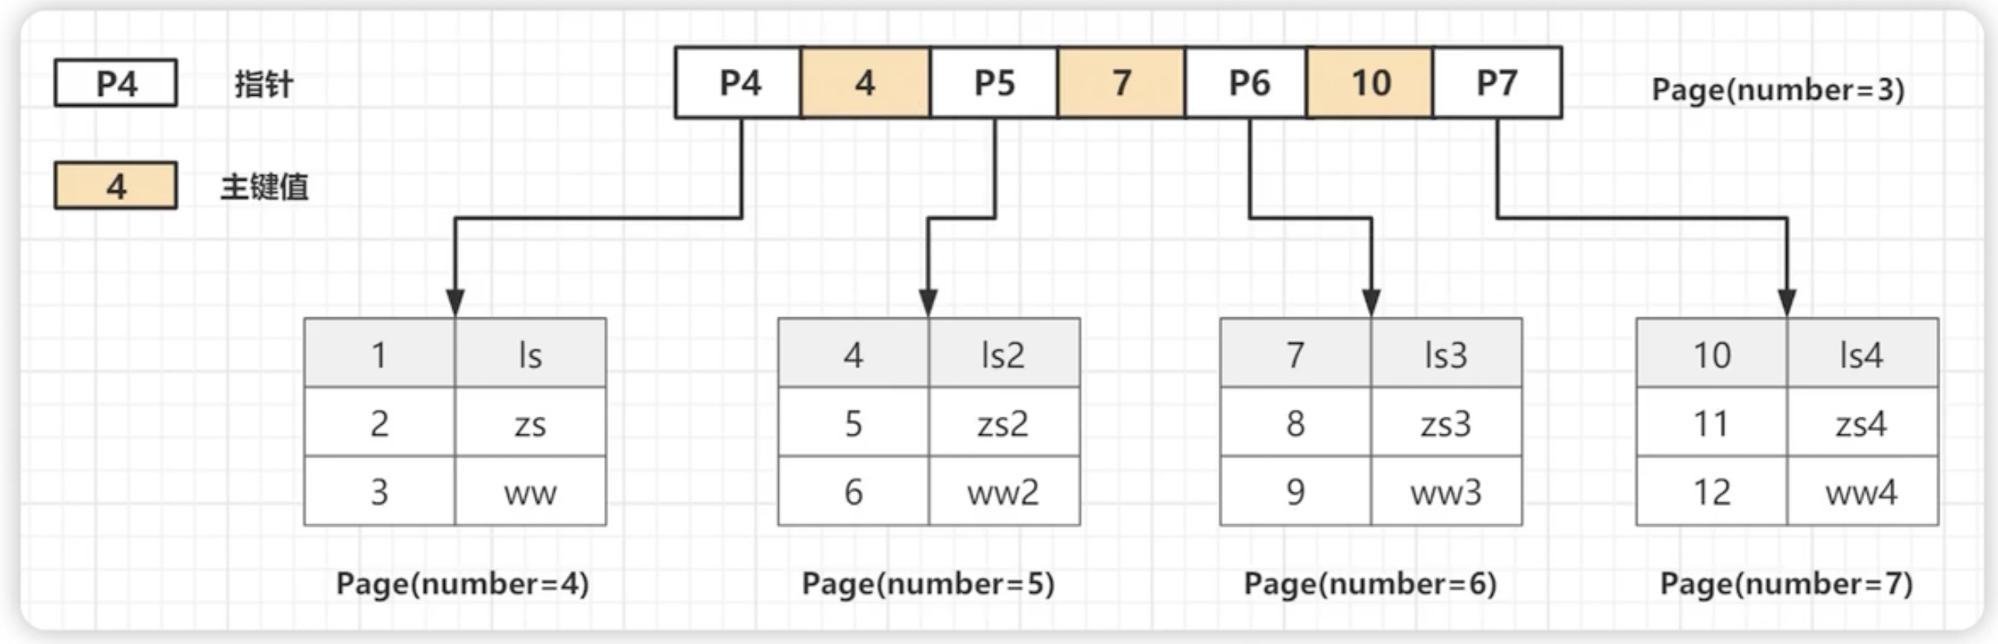 P4 指针
P4 4 P5 7 P6 10 P7
Page(number=3)
4 主键值
1 ls
2 zs
3 ww
Page(number=4)
4 ls2
5 zs2
6 ww2
Page(number=5)
7 ls3
8 zs3
9 ww3
Page(number=6)
10 ls4
11 zs4
12 ww4
Page(number=7)